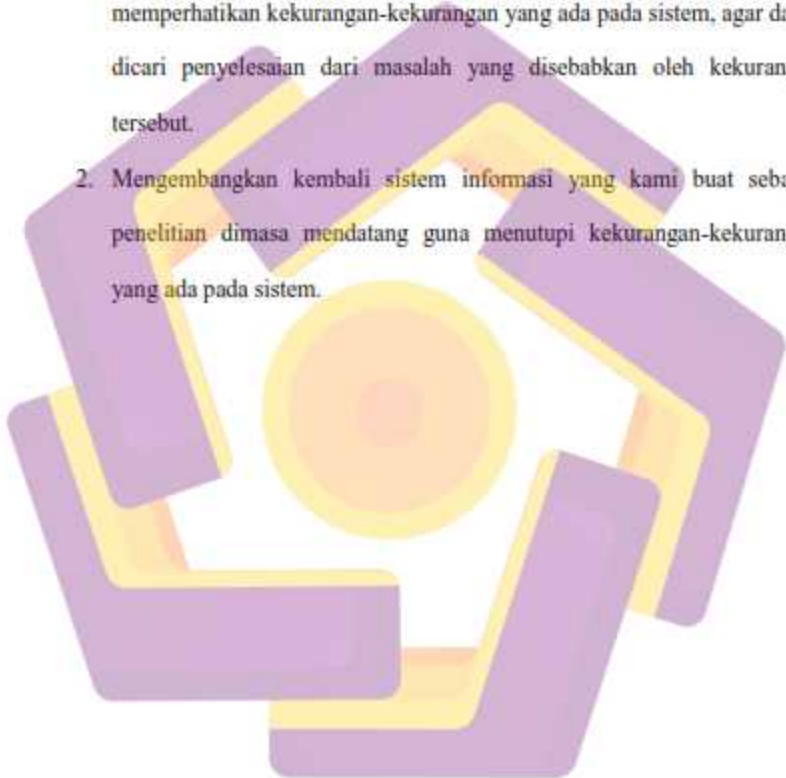 memperhatikan kekurangan-kekurangan yang ada pada sistem, agar da
dicari penyelesaian dari masalah yang disebabkan oleh kekuran
tersebut.
2. Mengembangkan kembali sistem informasi yang kami buat seba
penelitian dimasa mendatang guna menutupi kekurangan-kekuran
yang ada pada sistem.